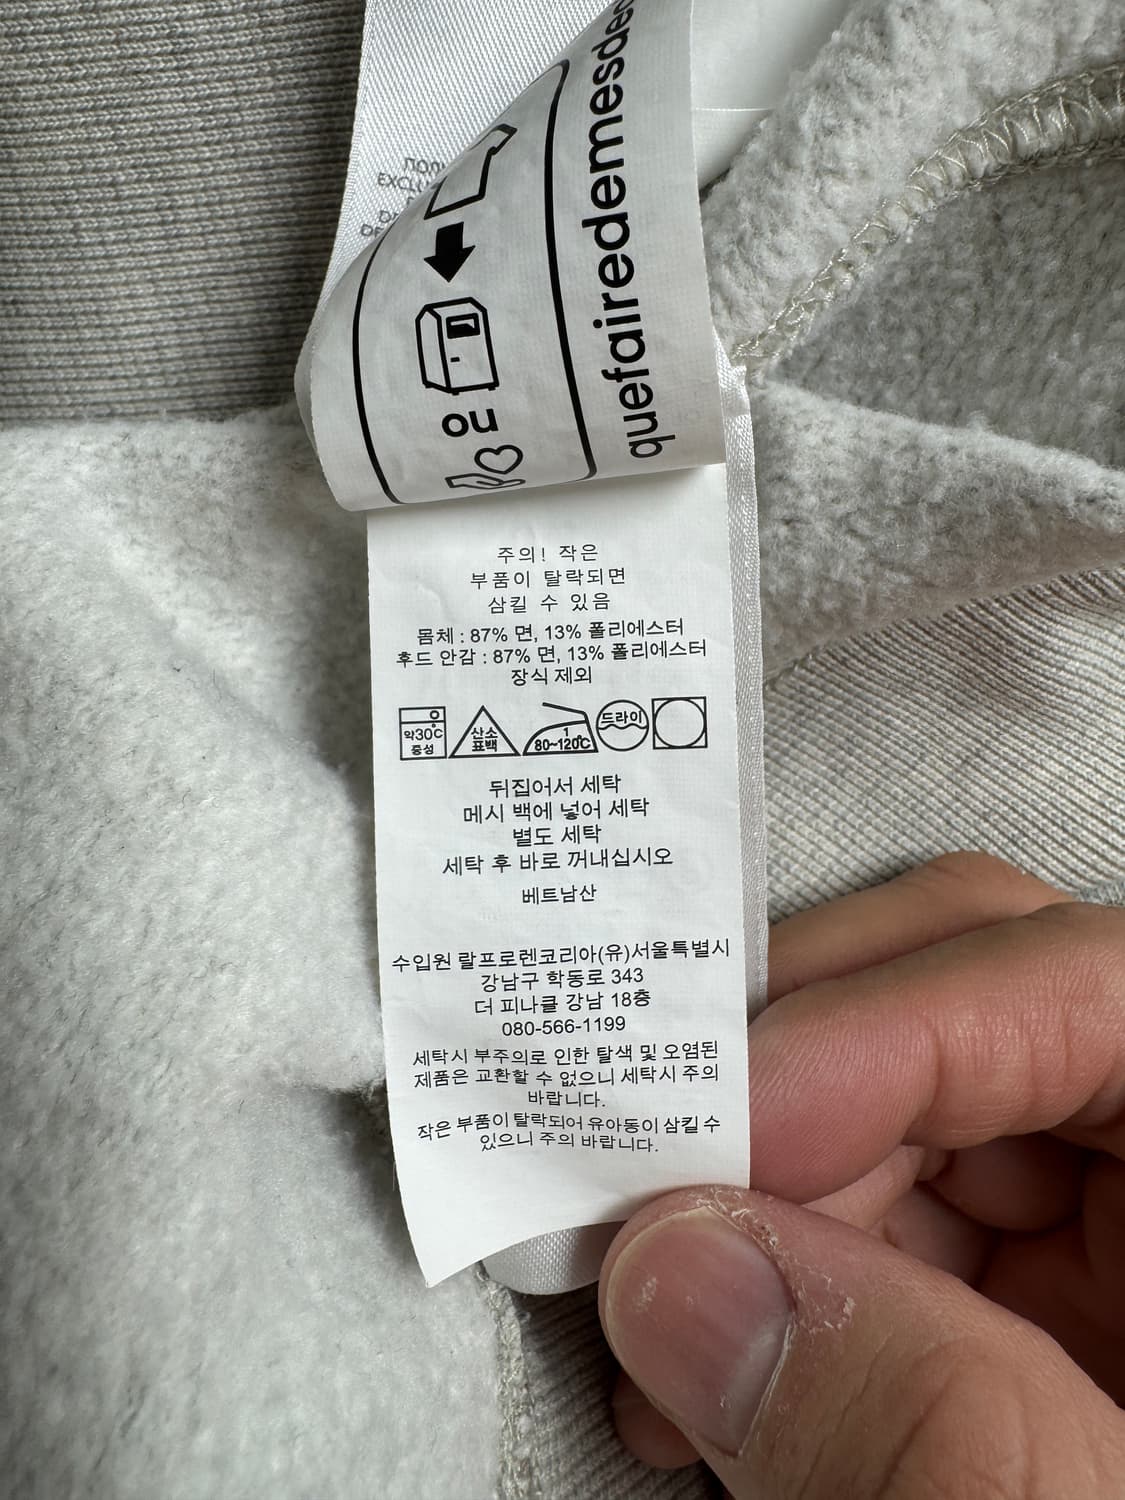 EXCLU
OU
quefairedemesdec
주의! 작은
부품이 탈락되면
삼킬 수 있음
몸체 : 87% 면, 13% 폴리에스터
후드 안감 : 87% 면, 13% 폴리에스터
장식 제외
약30℃ 중성
산소 표백
1 80~120℃
드라이
뒤집어서 세탁
메시 백에 넣어 세탁
별도 세탁
세탁 후 바로 꺼내십시오
베트남산
수입원 랄프로렌코리아(유)서울특별시
강남구 학동로 343
더 피나클 강남 18층
080-566-1199
세탁시 부주의로 인한 탈색 및 오염된
제품은 교환할 수 없으니 세탁시 주의
바랍니다.
작은 부품이 탈락되어 유아동이 삼킬 수
있으니 주의 바랍니다.